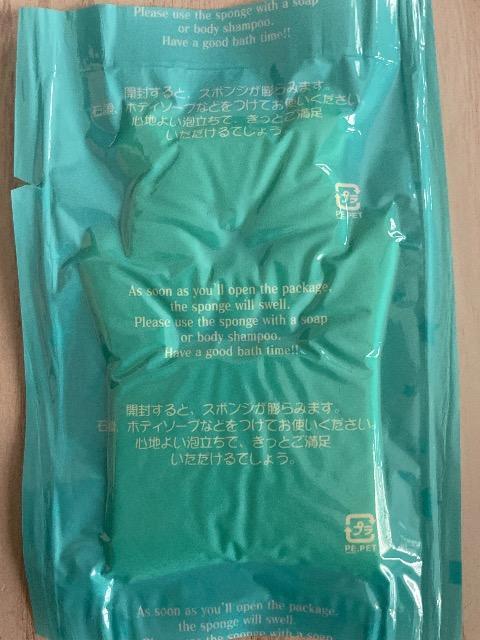 Please use the sponge with a soap
or body shampoo.
Have a good bath time!!
開封すると、スポンジが膨らみます。
石鹸、ボディソープなどをつけてお使いください。
心地よい泡立ちで、きっとご満足
いただけるでしょう。
プラ
PE.PET
As soon as you'll open the package,
the sponge will swell.
Please use the sponge with a soap
or body shampoo.
Have a good bath time!!
開封すると、スポンジが膨らみます。
石鹸、ボディソープなどをつけてお使いください。
心地よい泡立ちで、きっとご満足
いただけるでしょう。
プラ
PE.PET
As soon as you'll open the package,
the sponge will swell.
Please use the sponge with a soap